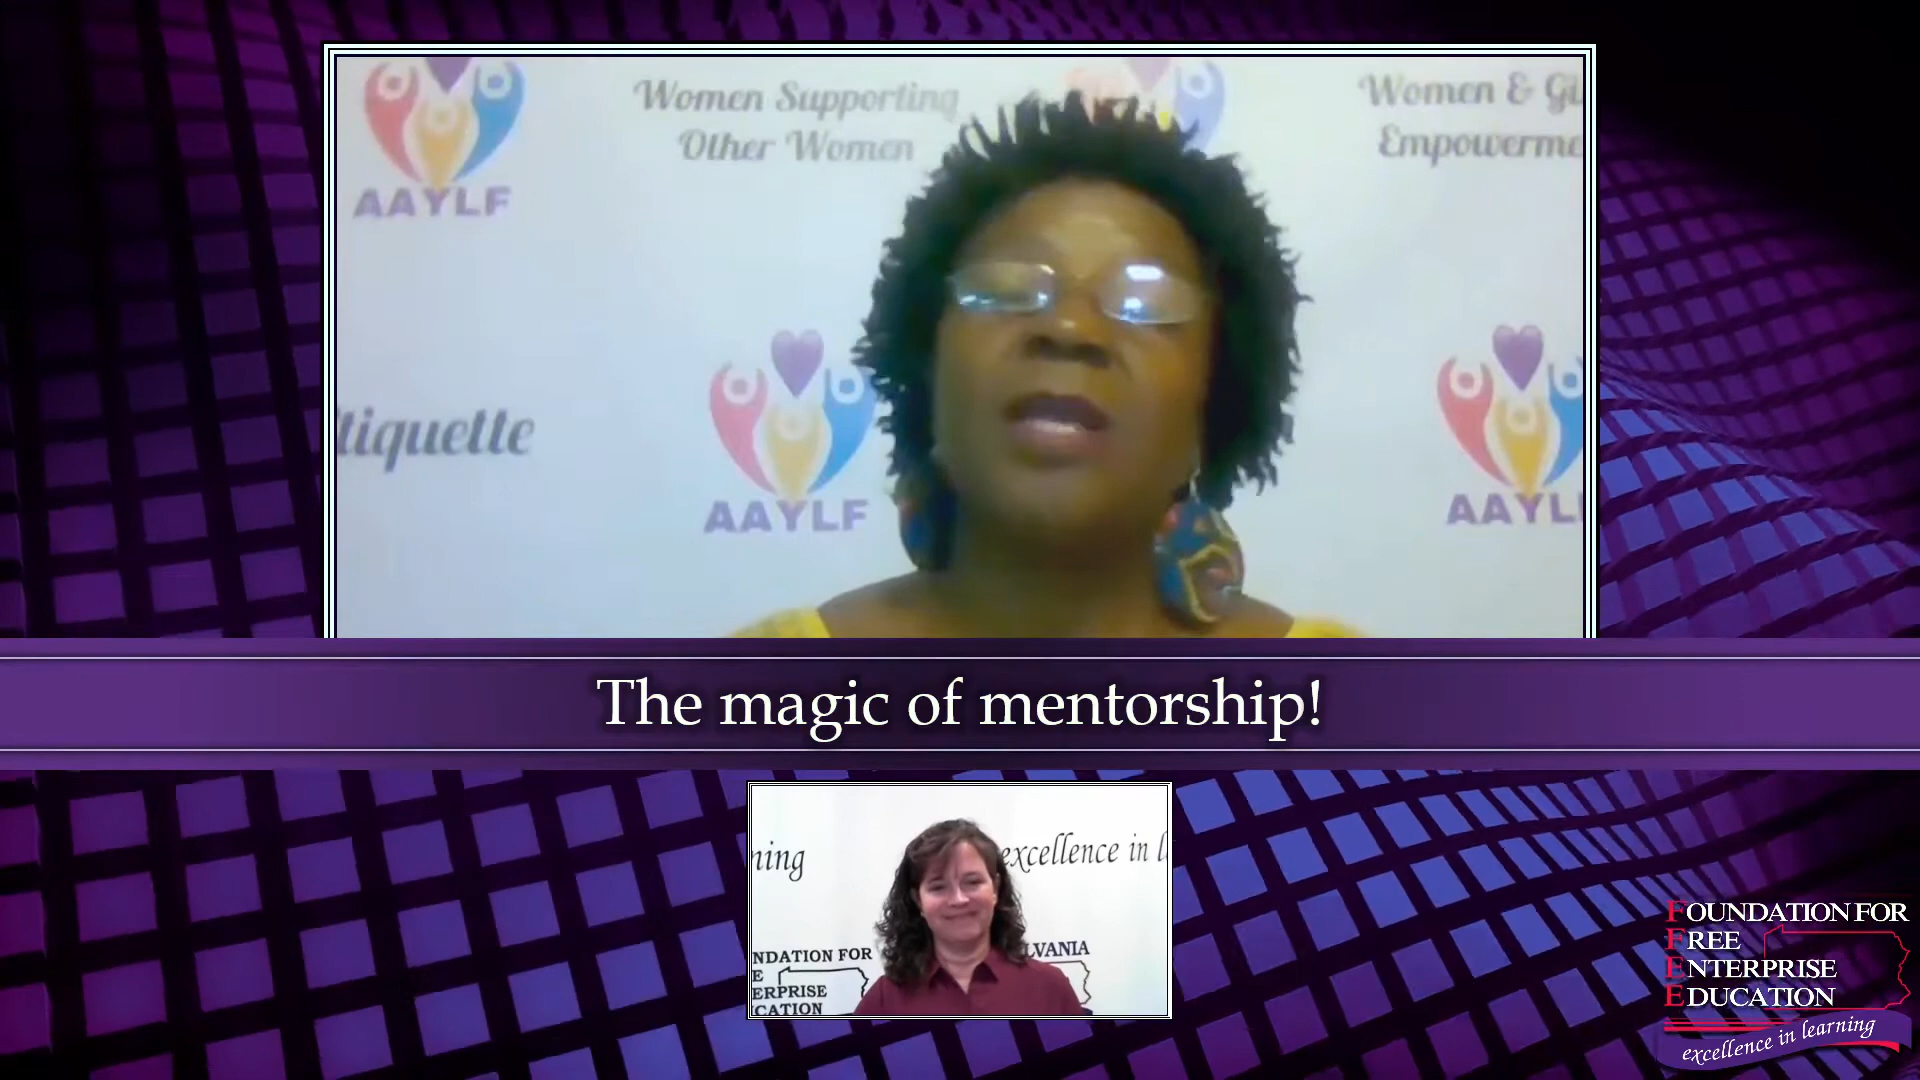 Women Supporting
Other Women
Women & Gi
Empowerme
AAYLF
tiquette
AAYLF
AAYL
The magic of mentorship!
ning
excellence in l
NDATION FOR
E
ERPRISE
CATION
LVANIA
FOUNDATION FOR
FREE
ENTERPRISE
EDUCATION
excellence in learning